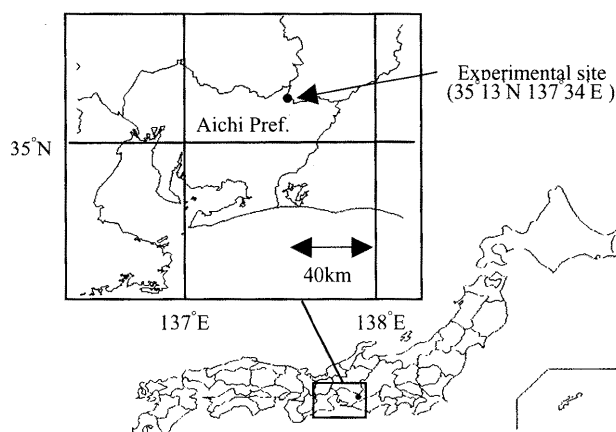 Experimental site
(35°13 N 137°34 E)
Aichi Pref.
35°N
40km
137°E
138°E